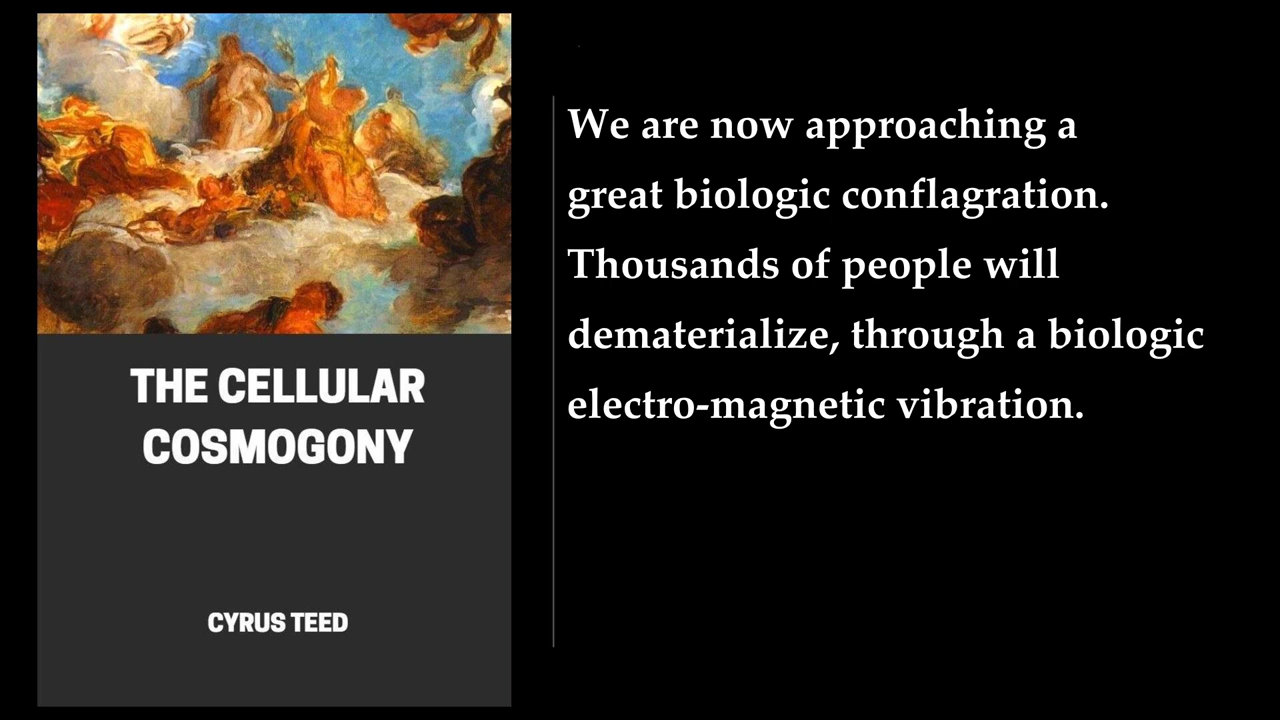 THE CELLULAR
COSMOGONY
CYRUS TEED
We are now approaching a
great biologic conflagration.
Thousands of people will
dematerialize, through a biologic
electro-magnetic vibration.